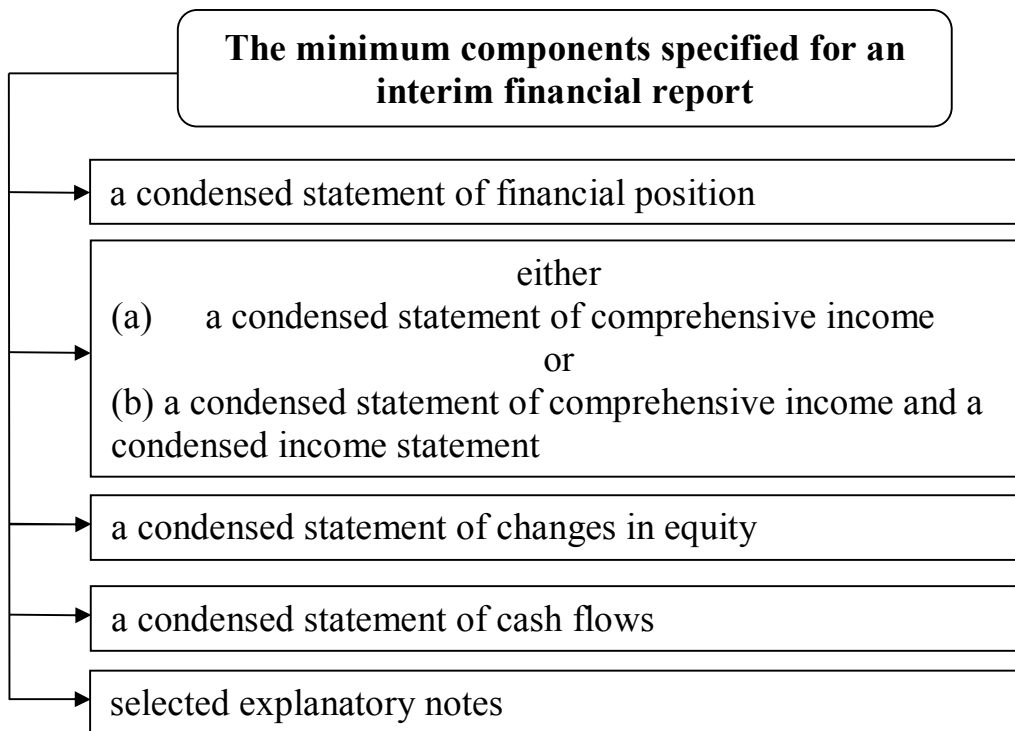 The minimum components specified for an
interim financial report
a condensed statement of financial position
either
(a) a condensed statement of comprehensive income
or
(b) a condensed statement of comprehensive income and a
condensed income statement
a condensed statement of changes in equity
a condensed statement of cash flows
selected explanatory notes